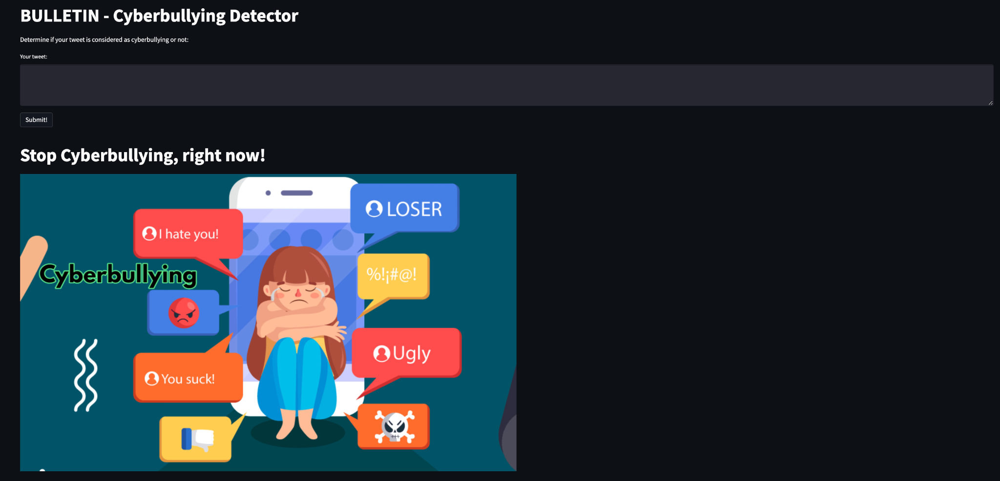 BULLETIN - Cyberbullying Detector
Determine if your tweet is considered as cyberbullying or not:
Your tweet:
Submit!
Stop Cyberbullying, right now!
LOSER
I hate you!
%!¡#@!
Cyberbullying
Ugly
You suck!